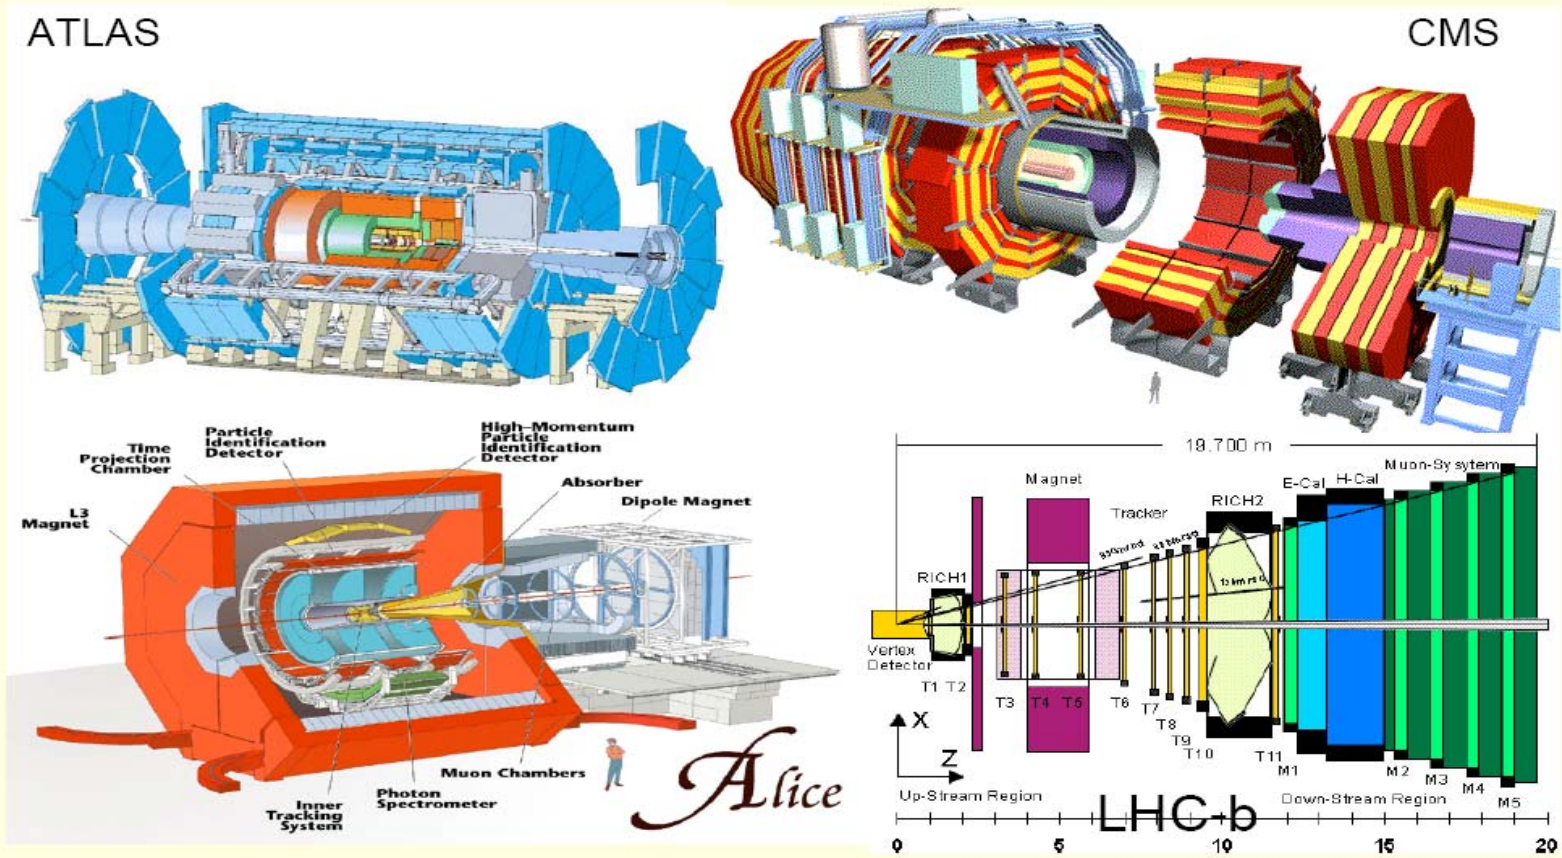 ATLAS
CMS
Time
Projection
Chamber
Particle
Identification
Detector
High-Momentum
Particle
Identification
Detector
Absorber
Dipole Magnet
L3
Magnet
Muon Chambers
Photon
Spectrometer
Inner
Tracking
System
Alice
19.700 m
Muon-Sysytem
Magnet
E-Cal
H-Cal
RICH2
Tracker
RICH1
Vertex
Detector
T1 T2
T3 T4 T5 T6 T7
T8
T9
T10
T11
M1
M2
M3
M4
M5
X
Z
Up-Stream Region
Down-Stream Region
LHC-b
0 5 10 15 20